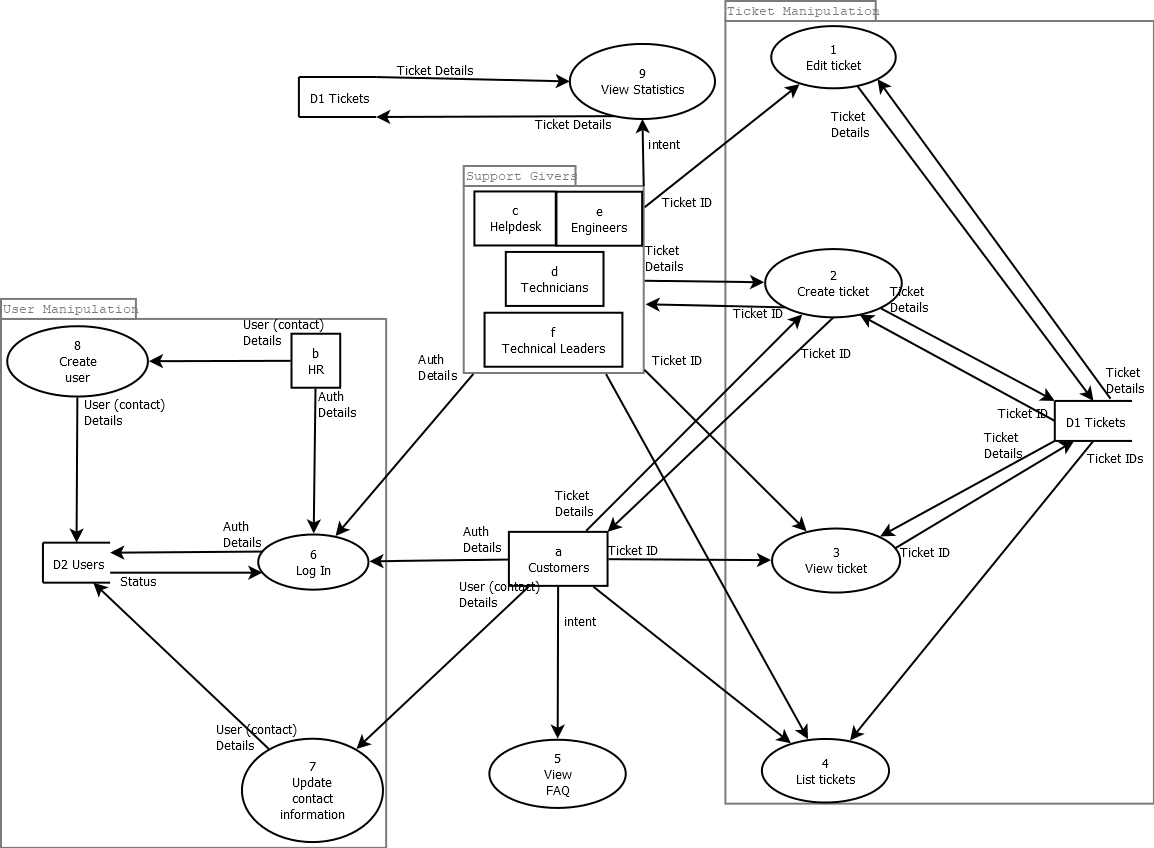 Ticket Manipulation
1
Edit ticket
Ticket Details
9
View Statistics
D1 Tickets
Ticket Details
Ticket
Details
intent
Support Givers
c
Helpdesk
e
Engineers
Ticket ID
Ticket
Details
d
Technicians
2
Create ticket
Ticket
Details
Ticket ID
User Manipulation
f
Technical Leaders
User (contact)
Details
8
Create
user
b
HR
Auth
Details
Ticket ID
Ticket ID
Auth
Details
Ticket
Details
User (contact)
Details
Ticket ID
D1 Tickets
Ticket
Details
Ticket IDs
Ticket
Details
Auth
Details
Auth
Details
D2 Users
Status
6
Log In
a
Customers
Ticket ID
3
View ticket
Ticket ID
User (contact)
Details
intent
User (contact)
Details
7
Update
contact
information
5
View
FAQ
4
List tickets